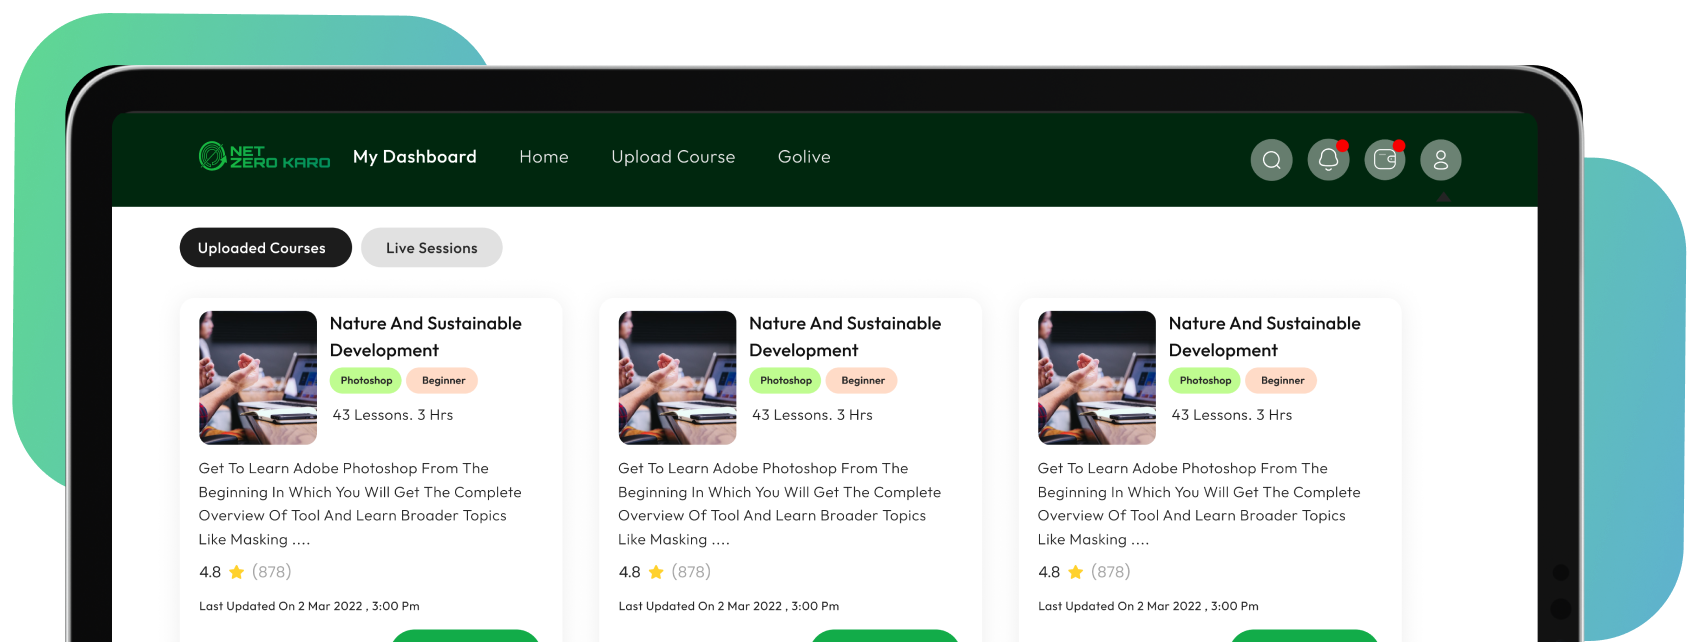 NET
ZERO KARO
My Dashboard
Home
Upload Course
Golive
Uploaded Courses
Live Sessions
Nature And Sustainable
Development
Photoshop
Beginner
43 Lessons. 3 Hrs
Get To Learn Adobe Photoshop From The
Beginning In Which You Will Get The Complete
Overview Of Tool And Learn Broader Topics
Like Masking ....
4.8 (878)
Last Updated On 2 Mar 2022 , 3:00 Pm
Nature And Sustainable
Development
Photoshop
Beginner
43 Lessons. 3 Hrs
Get To Learn Adobe Photoshop From The
Beginning In Which You Will Get The Complete
Overview Of Tool And Learn Broader Topics
Like Masking ....
4.8 (878)
Last Updated On 2 Mar 2022 , 3:00 Pm
Nature And Sustainable
Development
Photoshop
Beginner
43 Lessons. 3 Hrs
Get To Learn Adobe Photoshop From The
Beginning In Which You Will Get The Complete
Overview Of Tool And Learn Broader Topics
Like Masking ....
4.8 (878)
Last Updated On 2 Mar 2022 , 3:00 Pm